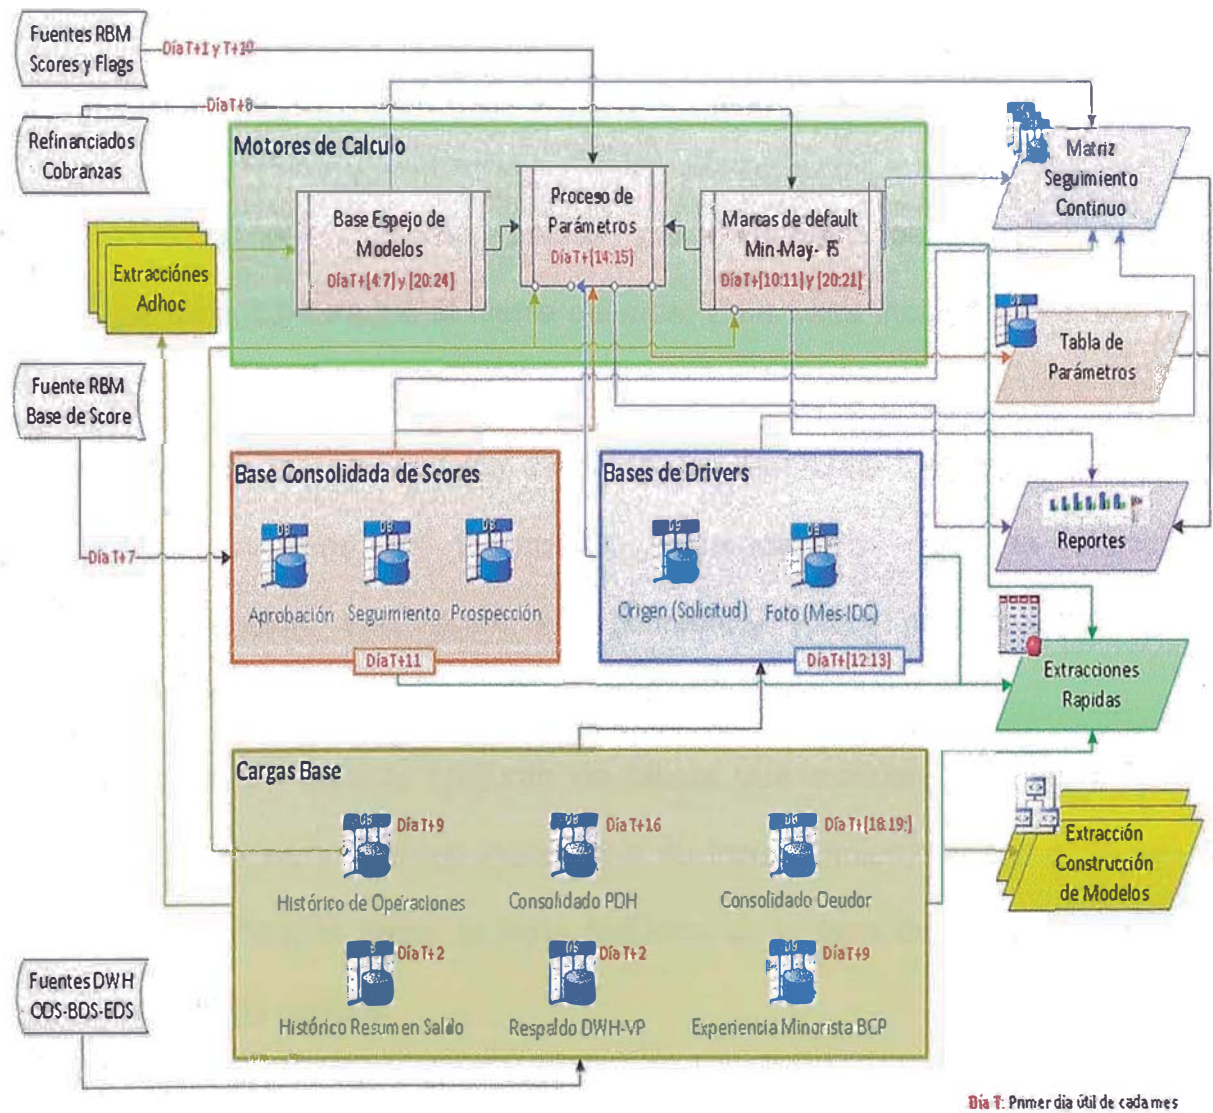 Fuentes RBM
Scores y Flags
Día T+1 y T+10
Día T+8
Refinanciados
Cobranzas
Motores de Calculo
Base Espejo de
Modelos
Día T+[4:7] y [20:24]
Proceso de
Parámetros
Día T+[14:15]
Marcas de default
Min-May-
Día T+[10:11] y [20:21]
Matriz
Seguimiento
Continuo
Extracciónes
Adhoc
Tabla de
Parámetros
Fuente RBM
Base de Score
Día T+7
Base Consolidada de Scores
Aprobación
Seguimiento
Prospección
Día T+11
Bases de Drivers
Origen (Solicitud)
Foto (Mes-IDC)
Día T+[12:13]
Reportes
Extracciones
Rapidas
Cargas Base
Día T+9
Histórico de Operaciones
Día T+16
Consolidado PDH
Día T+[18:19:]
Consolidado Deudor
Día T+2
Histórico Resumen Saldo
Día T+2
Respaldo DWH-VP
Día T+9
Experiencia Minorista BCP
Extracción
Construcción
de Modelos
Fuentes DWH
ODS-BDS-EDS
Día T: Primer dia útil de cada mes